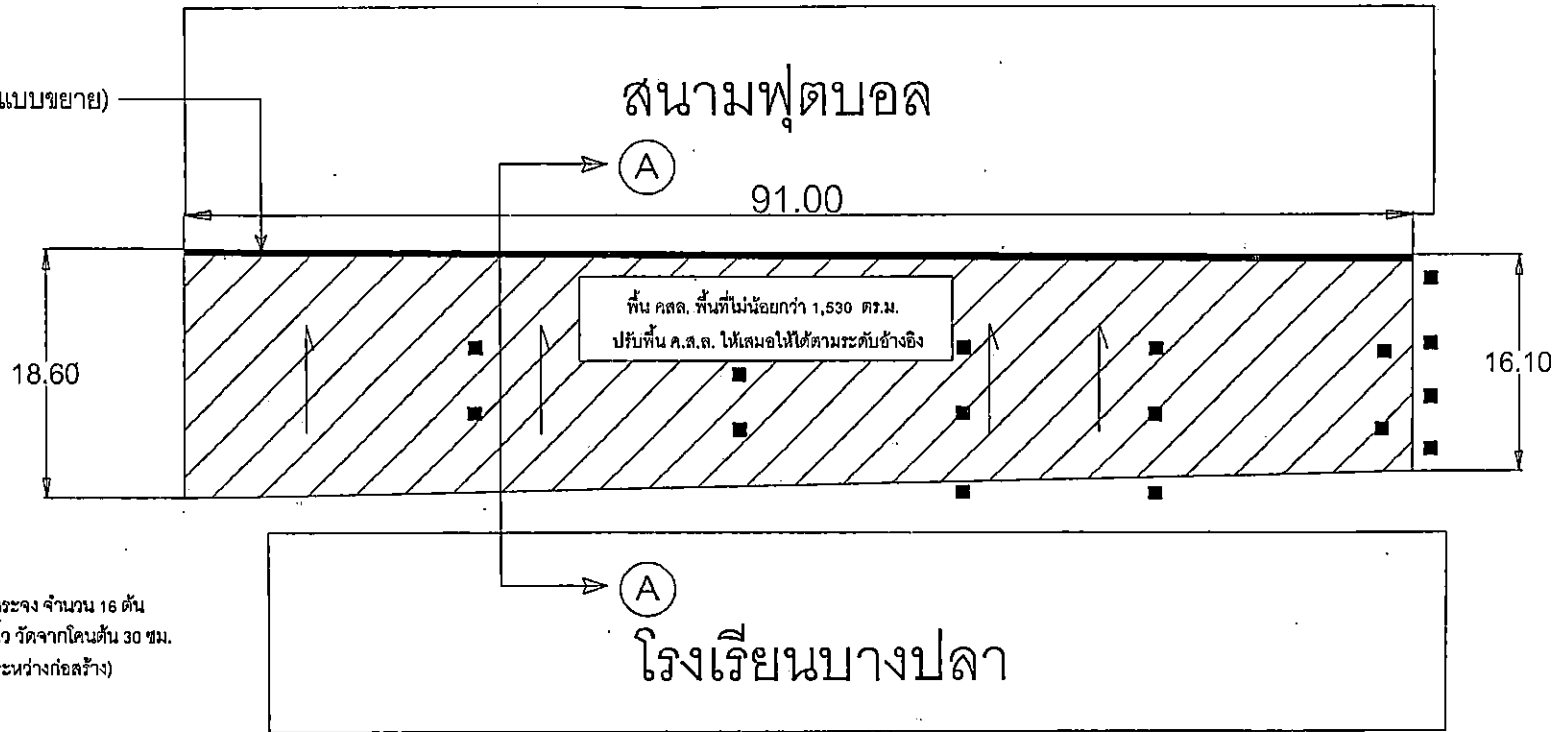 สนามฟุตบอล
แบบขยาย)
A
91.00
พื้น คสล. พื้นที่ไม่น้อยกว่า 1,530 ตร.ม.
ปรับพื้น ค.ส.ล. ให้เสมอให้ได้ตามระดับอ้างอิง
18.60
16.10
A
ระจง จำนวน 16 ต้น
วัดจากโคนต้น 30 ซม.
ระหว่างก่อสร้าง)
โรงเรียนบางปลา